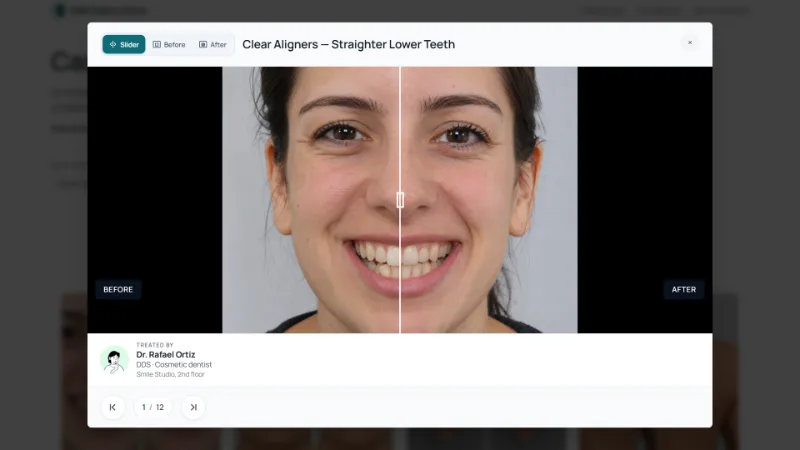 Slider
Before
After
Clear Aligners — Straighter Lower Teeth
×
BEFORE
AFTER
TREATED BY
Dr. Rafael Ortiz
DDS · Cosmetic dentist
Smile Studio, 2nd floor
1 / 12